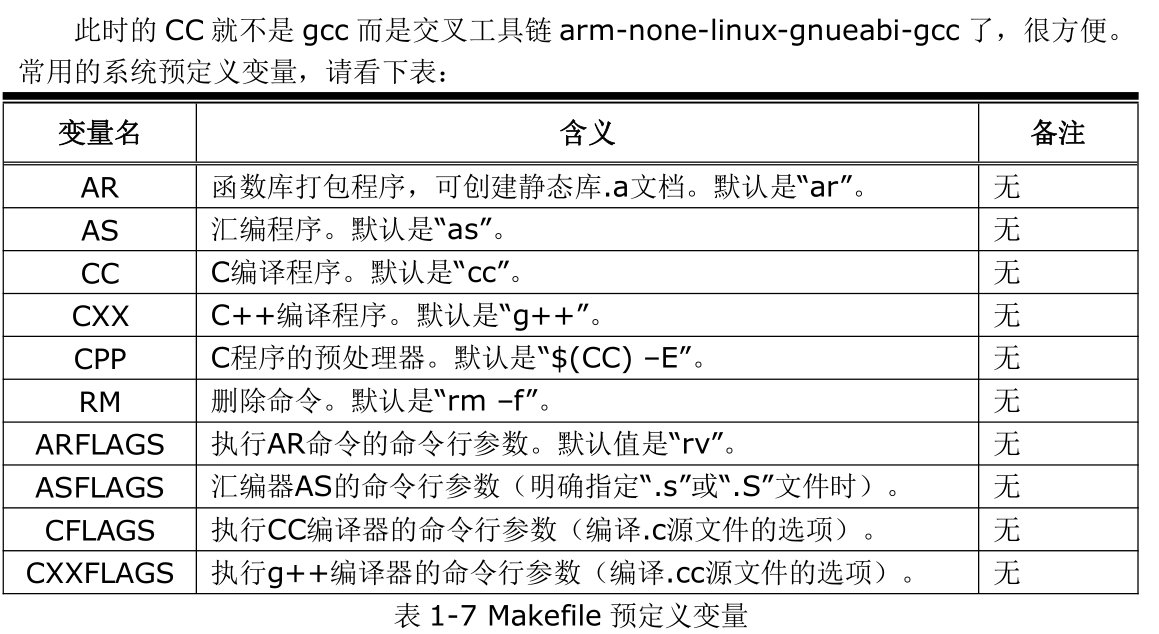 此时的 CC 就不是 gcc 而是交叉工具链 arm-none-linux-gnueabi-gcc 了，很方便。
常用的系统预定义变量，请看下表：
变量名 含义 备注
AR 函数库打包程序，可创建静态库.a文档。默认是“ar”。 无
AS 汇编程序。默认是“as”。 无
CC C编译程序。默认是“cc”。 无
CXX C++编译程序。默认是“g++”。 无
CPP C程序的预处理器。默认是“$(CC) –E”。 无
RM 删除命令。默认是“rm –f”。 无
ARFLAGS 执行AR命令的命令行参数。默认值是“rv”。 无
ASFLAGS 汇编器AS的命令行参数（明确指定“.s”或“.S”文件时）。 无
CFLAGS 执行CC编译器的命令行参数（编译.c源文件的选项）。 无
CXXFLAGS 执行g++编译器的命令行参数（编译.cc源文件的选项）。 无
表 1-7 Makefile 预定义变量